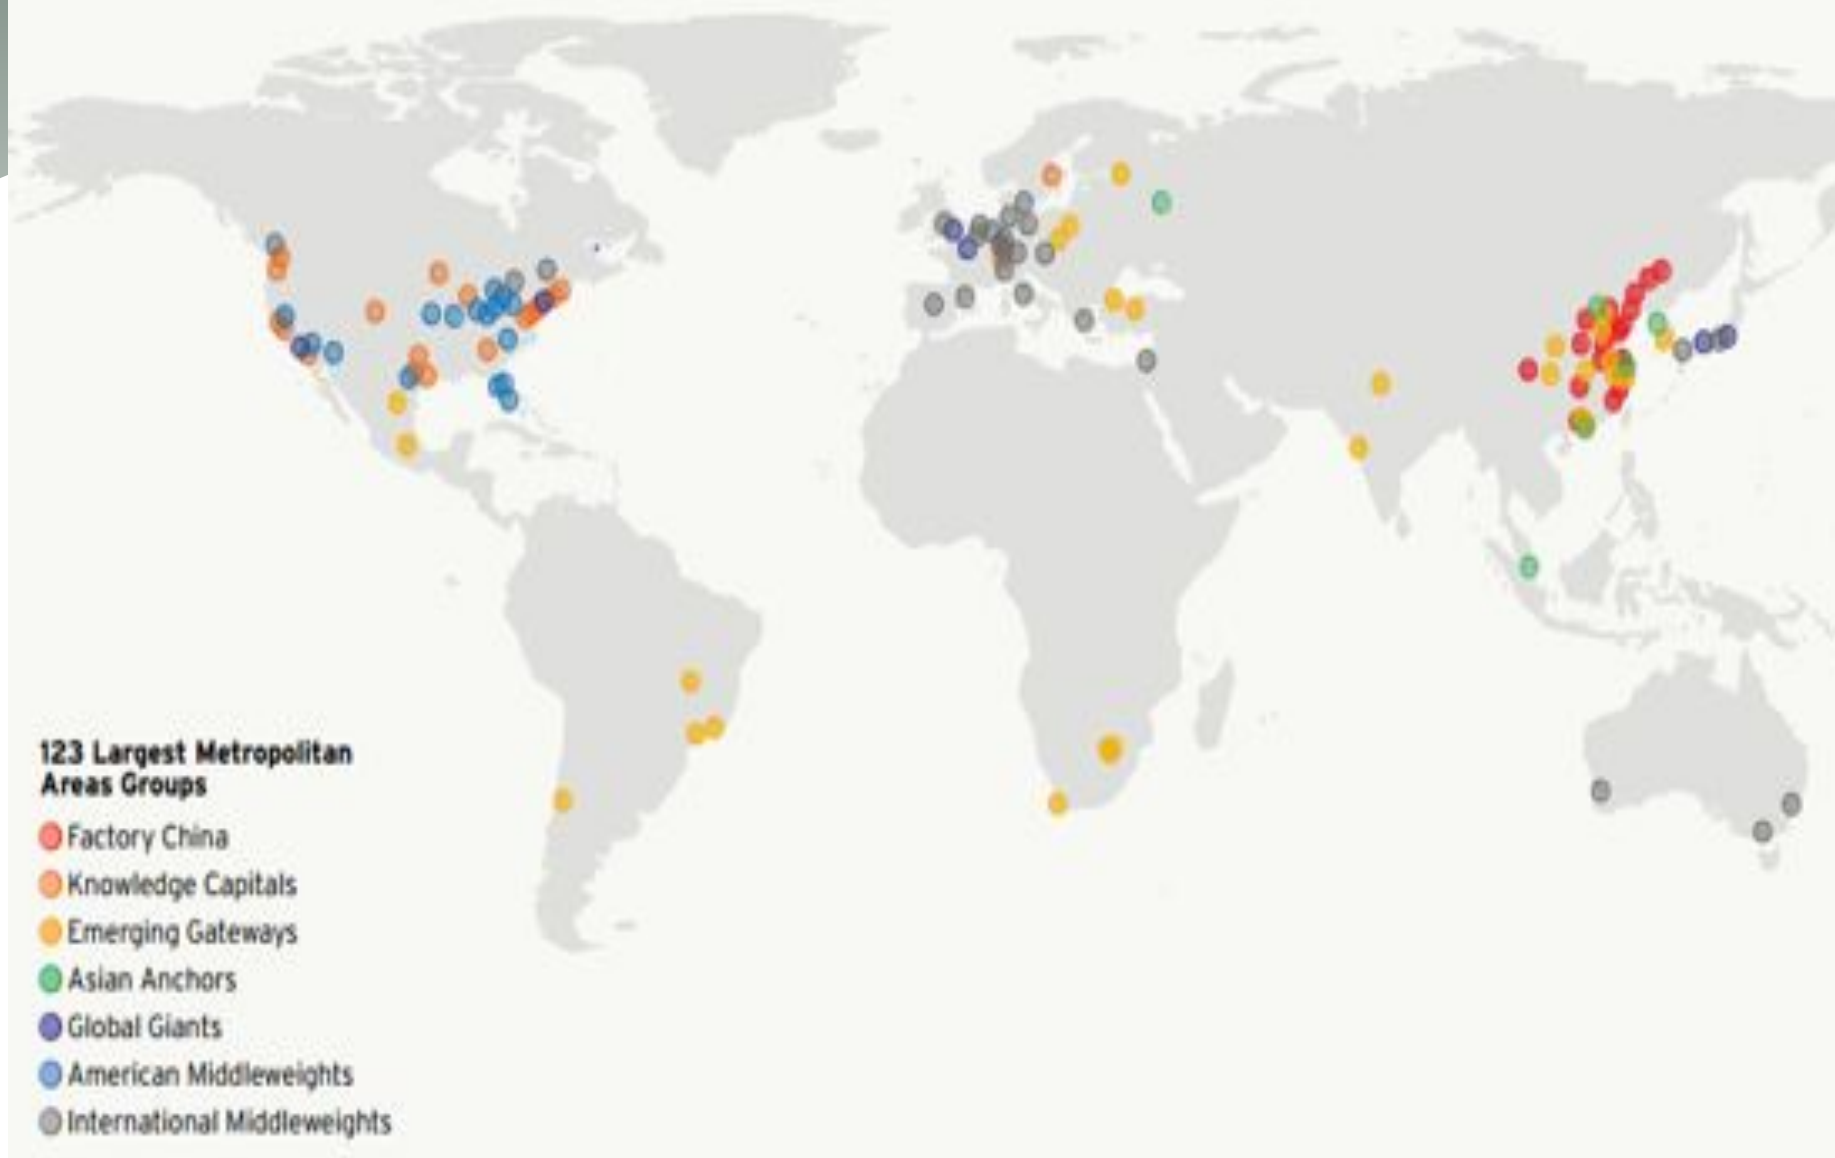 123 Largest Metropolitan
Areas Groups
Factory China
Knowledge Capitals
Emerging Gateways
Asian Anchors
Global Giants
American Middleweights
International Middleweights